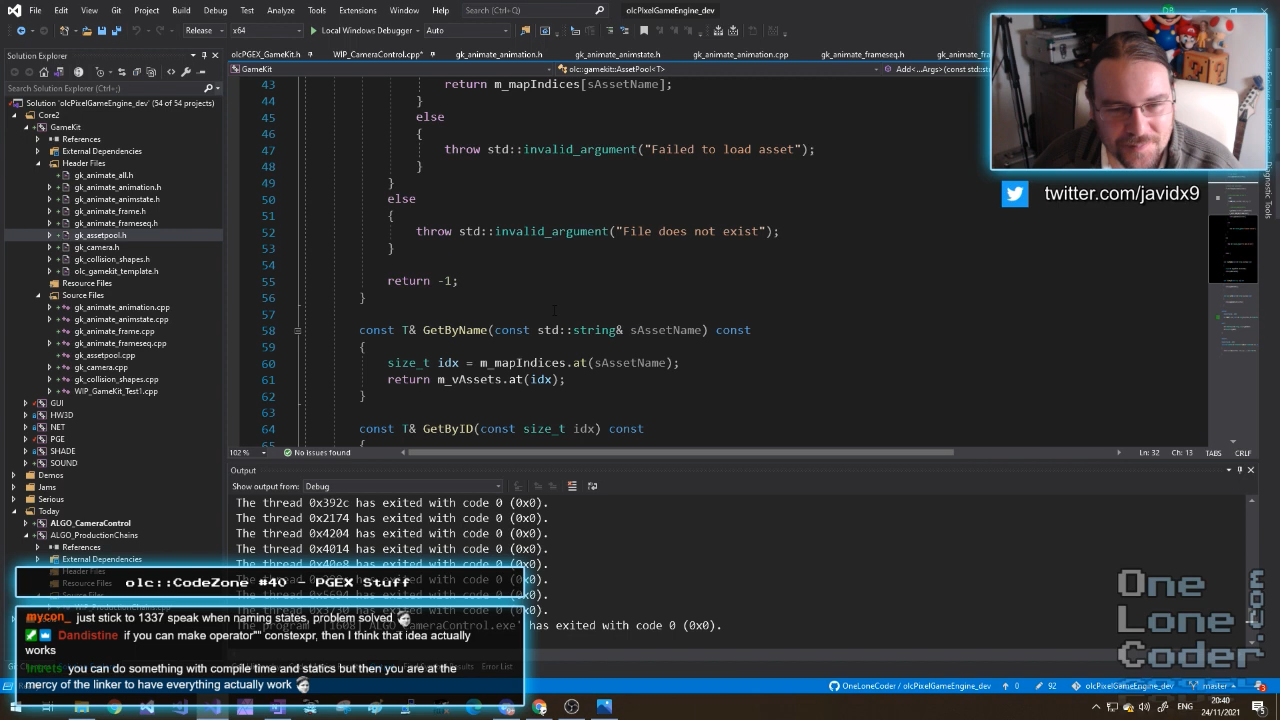 File Edit View Git Project Build Debug Test Analyze Tools Extensions Window Help Search (Ctrl+Q) olcPixelGameEngine_dev
Release x64 Local Windows Debugger Auto
Solution Explorer
olcPGEX_GameKit.h WIP_CameraControl.cpp* gk_animate_animstate.h gk_animate_animation.cpp gk_animate_frameseq.h
GameKit olc::gamekit::AssetPool<T> Add<...Args>(const std
Search Solution Explorer (Ctrl+;)
Solution 'olcPixelGameEngine_dev' (54 of 54 projects)
Core2
GameKit
References
External Dependencies
Header Files
gk_animate_all.h
gk_animate_animation.h
gk_animate_animstate.h
gk_animate_frame.h
gk_animate_frameseq.h
gk_assetpool.h
gk_camera.h
gk_collision_shapes.h
olc_gamekit_template.h
Resource Files
Source Files
gk_animate_animation.cpp
gk_animate_animstate.cpp
gk_animate_frame.cpp
gk_animate_frameseq.cpp
gk_assetpool.cpp
gk_camera.cpp
gk_collision_shapes.cpp
WIP_GameKit_Test1.cpp
GUI
HW3D
NET
PGE
SHADE
SOUND
Demos
Jams
Serious
Today
ALGO_CameraControl
ALGO_ProductionChains
References
External Dependencies
Header Files
Resource Files
43 return m_mapIndices[sAssetName];
44 }
45 else
46 {
47 throw std::invalid_argument("Failed to load asset");
48 }
49 }
50 else
51 {
52 throw std::invalid_argument("File does not exist");
53 }
54
55 return -1;
56 }
57
58 const T& GetByName(const std::string& sAssetName) const
59 {
60 size_t idx = m_mapIndices.at(sAssetName);
61 return m_vAssets.at(idx);
62 }
63
64 const T& GetByID(const size_t idx) const
65 {
102 % No issues found Ln: 32 Ch: 13 TABS CRLF
Output
Show output from: Debug
The thread 0x392c has exited with code 0 (0x0).
The thread 0x2174 has exited with code 0 (0x0).
The thread 0x4204 has exited with code 0 (0x0).
The thread 0x4014 has exited with code 0 (0x0).
The thread 0x40e8 has exited with code 0 (0x0).
has exited with code 0 (0x0).
has exited with code 0 (0x0).
has exited with code 0 (0x0).
CameraControl.exe' has exited with code 0 (0x0).
Error List
twitter.com/javidx9
Diagnostic Tools
olc::CodeZone #10 - PGEX Stuff
mycon_ just stick to 1337 speak when naming states, problem solved
Dandistine if you can make operator"" constexpr, then I think that idea actually
works
you can do something with compile time and statics but then you are at the
mercy of the linker to have everything actually work
One
Lone
Coder
.com
OneLoneCoder / olcPixelGameEngine_dev 0 92 olcPixelGameEngine_dev master
ENG 20:40
24/11/2021